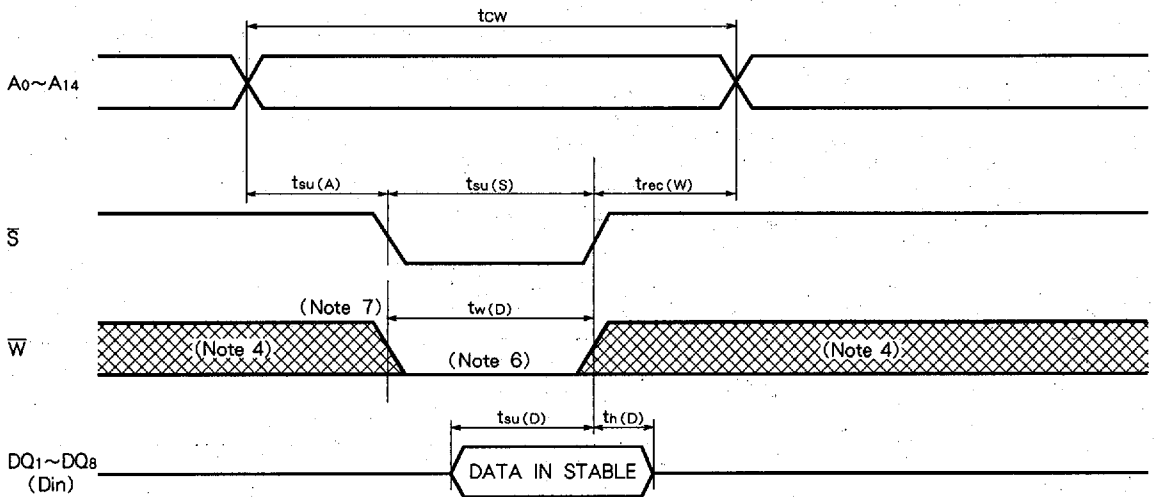 tCW
A0~A14
tsu(A) tsu(S) trec(W)
S̅
(Note 7) tw(D)
W̅ (Note 4) (Note 6) (Note 4)
tsu(D) th(D)
DQ1~DQ8 DATA IN STABLE
(Din)